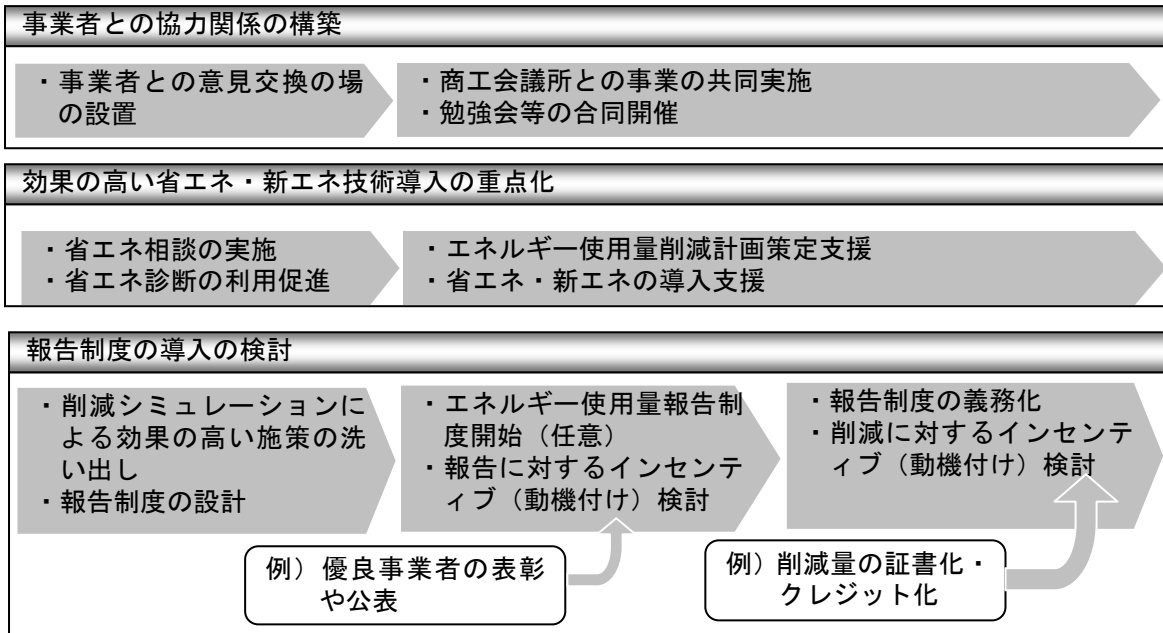 事業者との協力関係の構築
・事業者との意見交換の場
の設置
・商工会議所との事業の共同実施
・勉強会等の合同開催
効果の高い省エネ・新エネ技術導入の重点化
・省エネ相談の実施
・省エネ診断の利用促進
・エネルギー使用量削減計画策定支援
・省エネ・新エネの導入支援
報告制度の導入の検討
・削減シミュレーションに
よる効果の高い施策の洗
い出し
・報告制度の設計
・エネルギー使用量報告制
度開始（任意）
・報告に対するインセンテ
ィブ（動機付け）検討
・報告制度の義務化
・削減に対するインセンテ
ィブ（動機付け）検討
例）優良事業者の表彰
や公表
例）削減量の証書化・
クレジット化